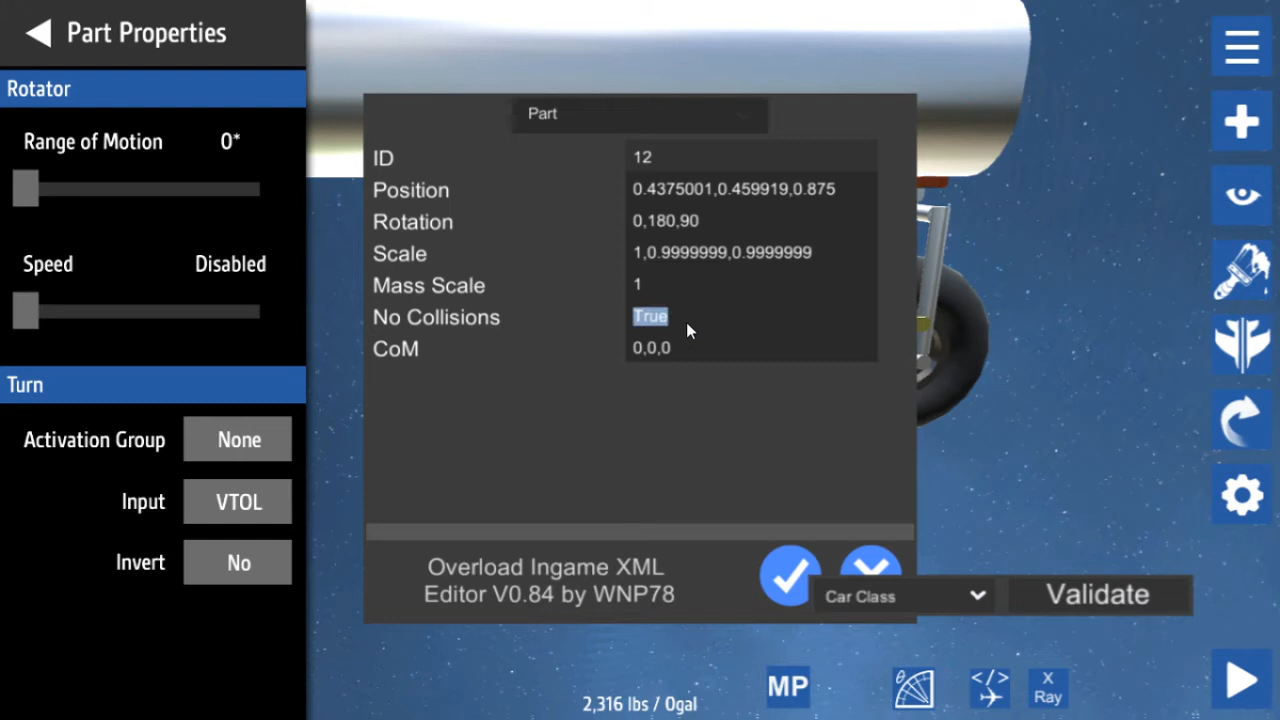 Part Properties
Rotator
Range of Motion 0*
Speed Disabled
Turn
Activation Group None
Input VTOL
Invert No
Part
ID 12
Position 0.4375001,0.459919,0.875
Rotation 0,180,90
Scale 1,0.9999999,0.9999999
Mass Scale 1
No Collisions True
CoM 0,0,0
Overload Ingame XML
Editor V0.84 by WNP78
Car Class
Validate
2,316 lbs / 0gal
MP
θ
</>
X
Ray